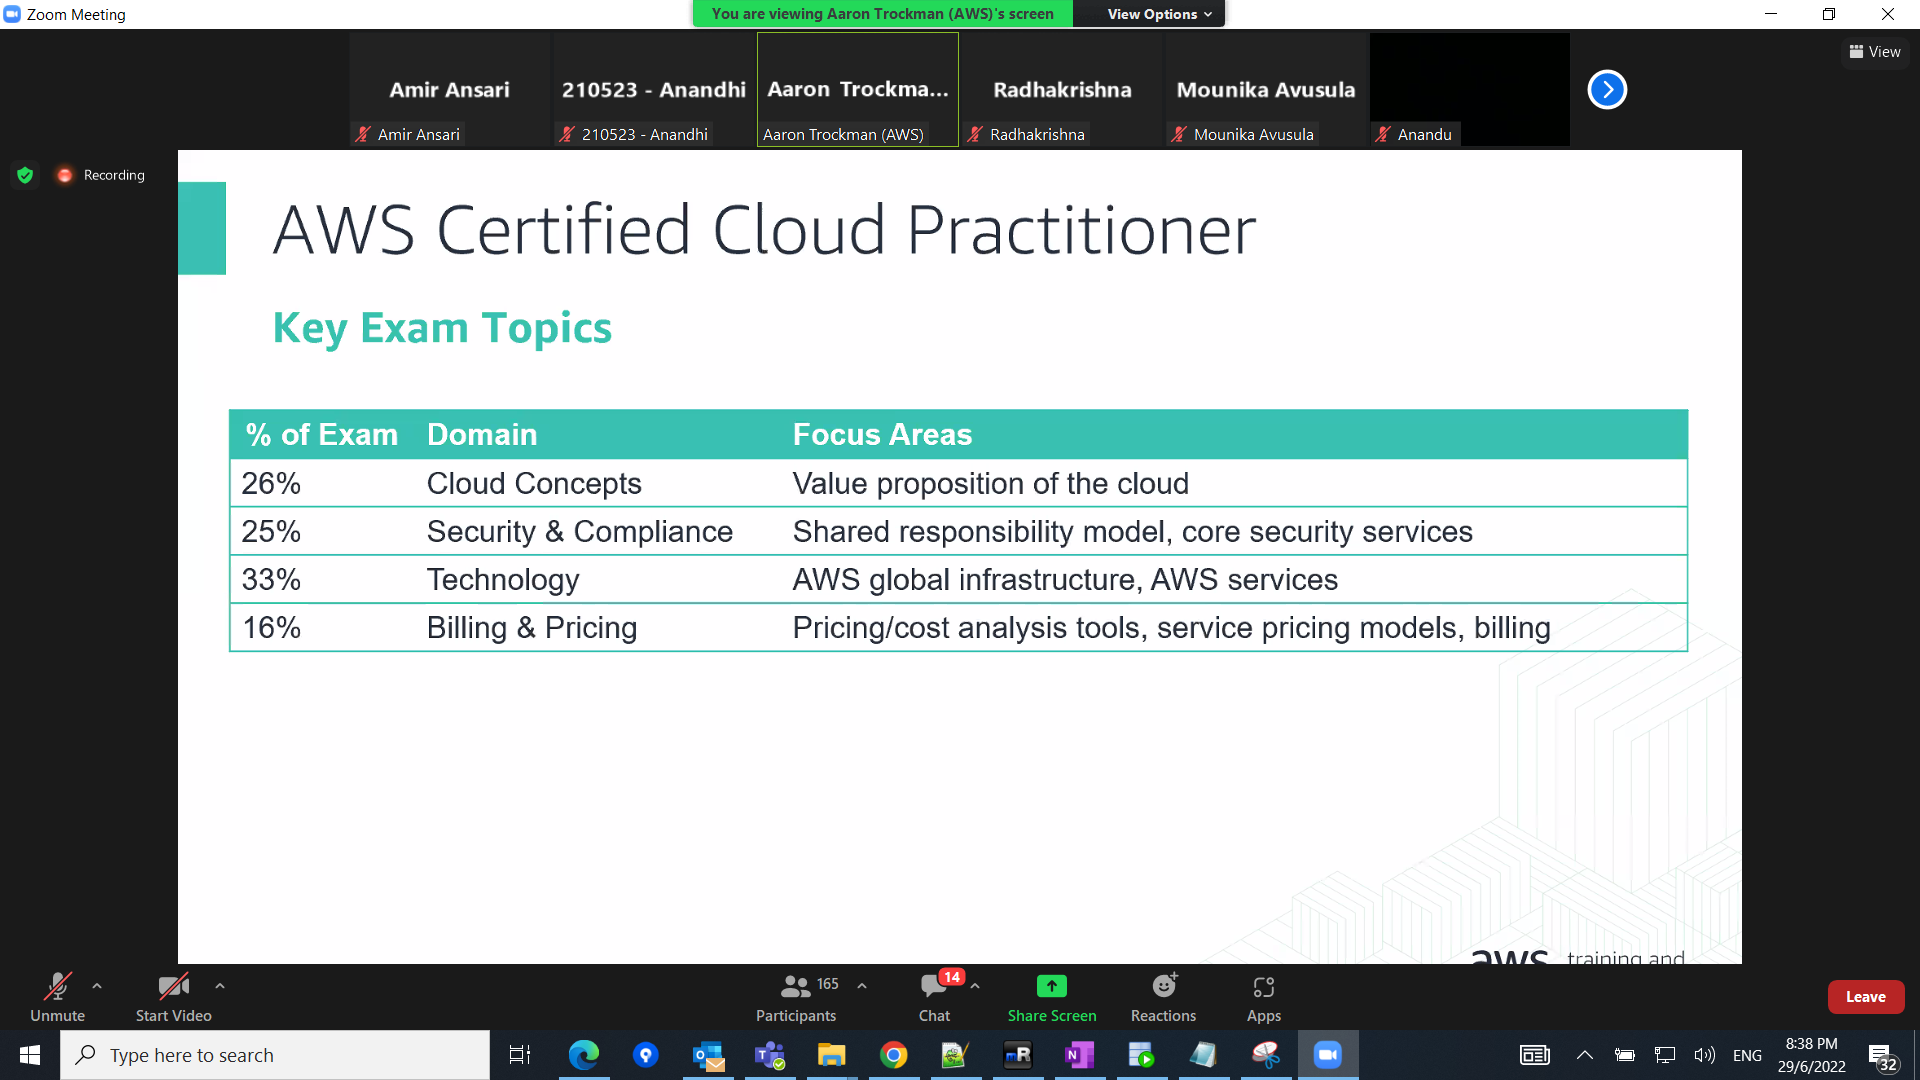 Zoom Meeting
You are viewing Aaron Trockman (AWS)'s screen
View Options
View
Amir Ansari
210523 - Anandhi
Aaron Trockma...
Radhakrishna
Mounika Avusula
Amir Ansari
210523 - Anandhi
Aaron Trockman (AWS)
Radhakrishna
Mounika Avusula
Anandu
Recording
AWS Certified Cloud Practitioner
Key Exam Topics
% of Exam Domain Focus Areas
26% Cloud Concepts Value proposition of the cloud
25% Security & Compliance Shared responsibility model, core security services
33% Technology AWS global infrastructure, AWS services
16% Billing & Pricing Pricing/cost analysis tools, service pricing models, billing
aws training and
165
14
Unmute
Start Video
Participants
Chat
Share Screen
Reactions
Apps
Leave
Type here to search
mR
ENG
8:38 PM
29/6/2022
32